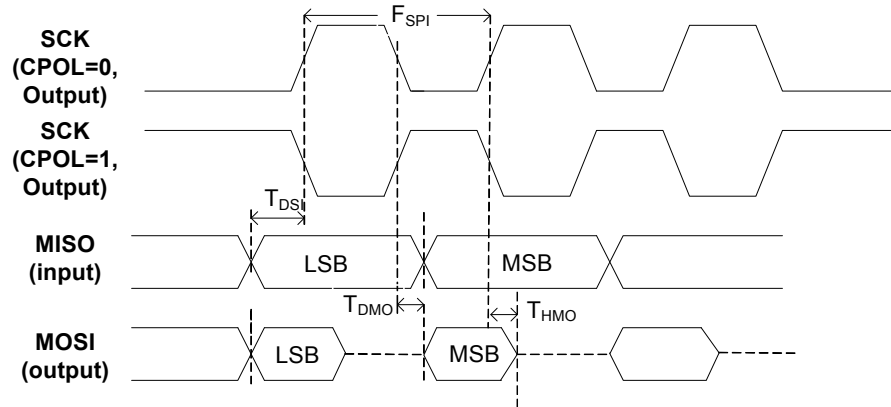 F_SPI
SCK
(CPOL=0,
Output)
SCK
(CPOL=1,
Output)
T_DSI
MISO
(input)
LSB
MSB
T_DMO
T_HMO
MOSI
(output)
LSB
MSB